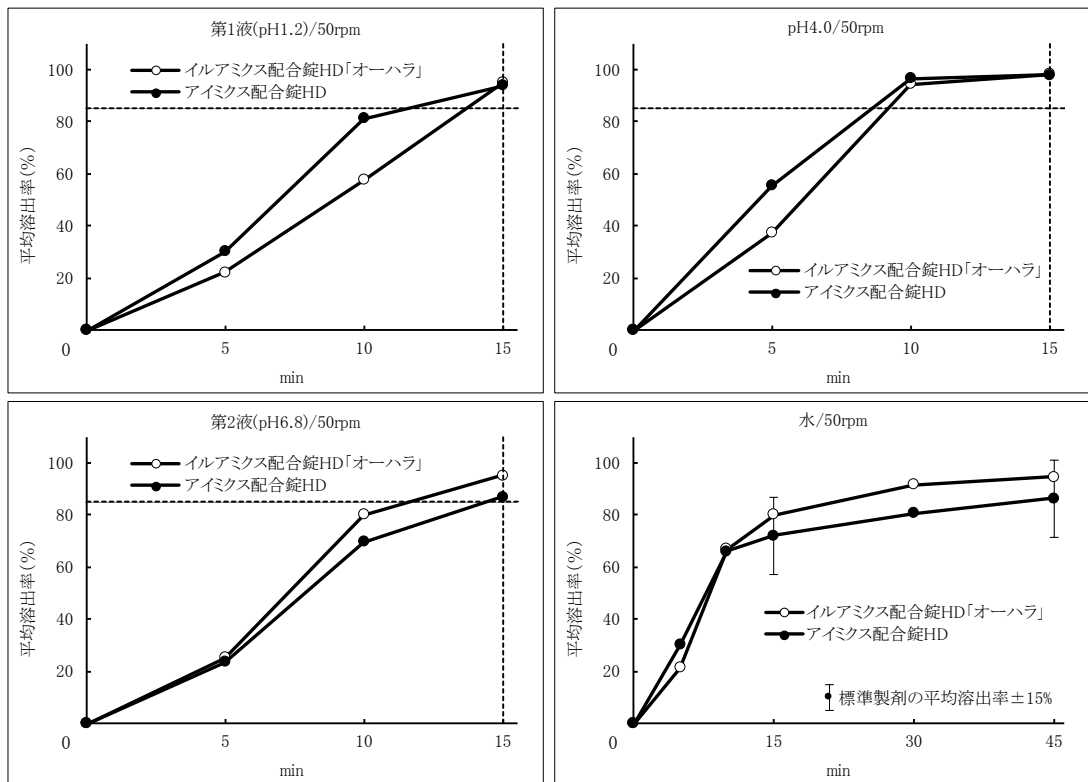 第1液(pH1.2)/50rpm
イルアミクス配合錠HD「オーハラ」
アイミクス配合錠HD
平均溶出率(%)
100
80
60
40
20
0
5
10
15
min
pH4.0/50rpm
平均溶出率(%)
100
80
60
40
20
イルアミクス配合錠HD「オーハラ」
アイミクス配合錠HD
0
5
10
15
min
第2液(pH6.8)/50rpm
イルアミクス配合錠HD「オーハラ」
アイミクス配合錠HD
平均溶出率(%)
100
80
60
40
20
0
5
10
15
min
水/50rpm
平均溶出率(%)
100
80
60
40
20
イルアミクス配合錠HD「オーハラ」
アイミクス配合錠HD
標準製剤の平均溶出率±15%
0
15
30
45
min